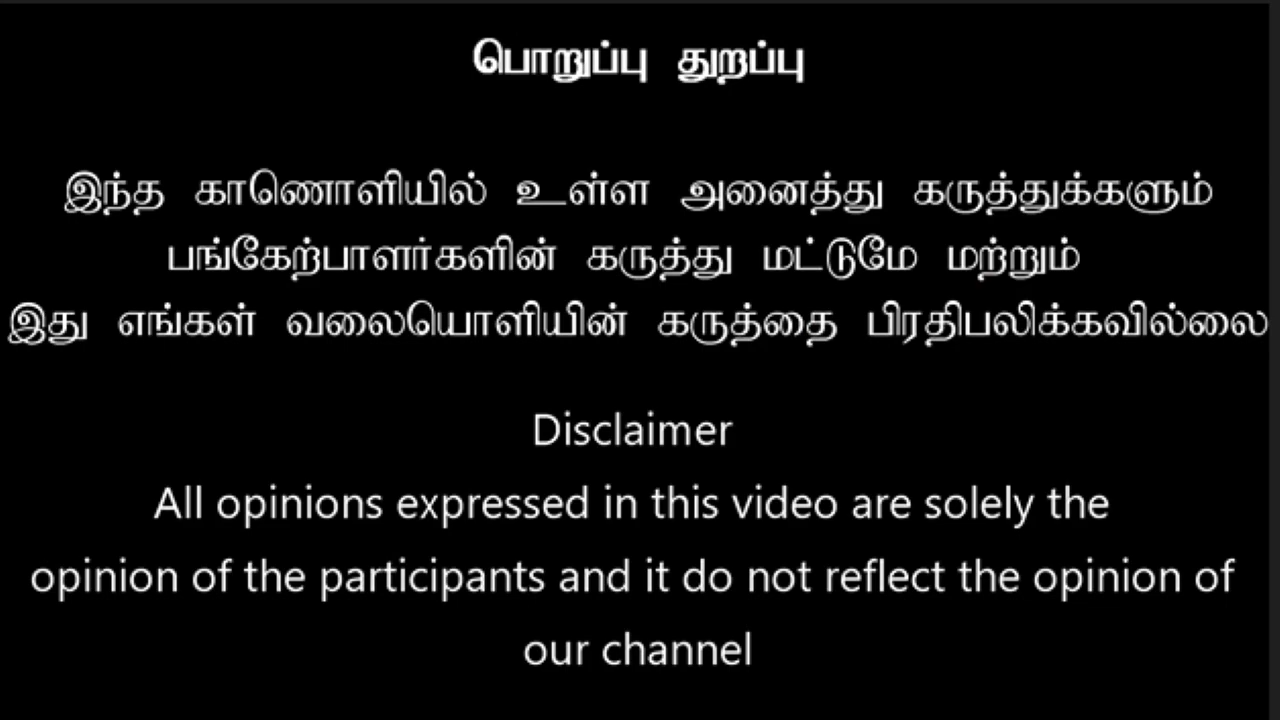 பொறுப்பு துறப்பு
இந்த காணொளியில் உள்ள அனைத்து கருத்துக்களும்
பங்கேற்பாளர்களின் கருத்து மட்டுமே மற்றும்
இது எங்கள் வலையொளியின் கருத்தை பிரதிபலிக்கவில்லை
Disclaimer
All opinions expressed in this video are solely the
opinion of the participants and it do not reflect the opinion of
our channel